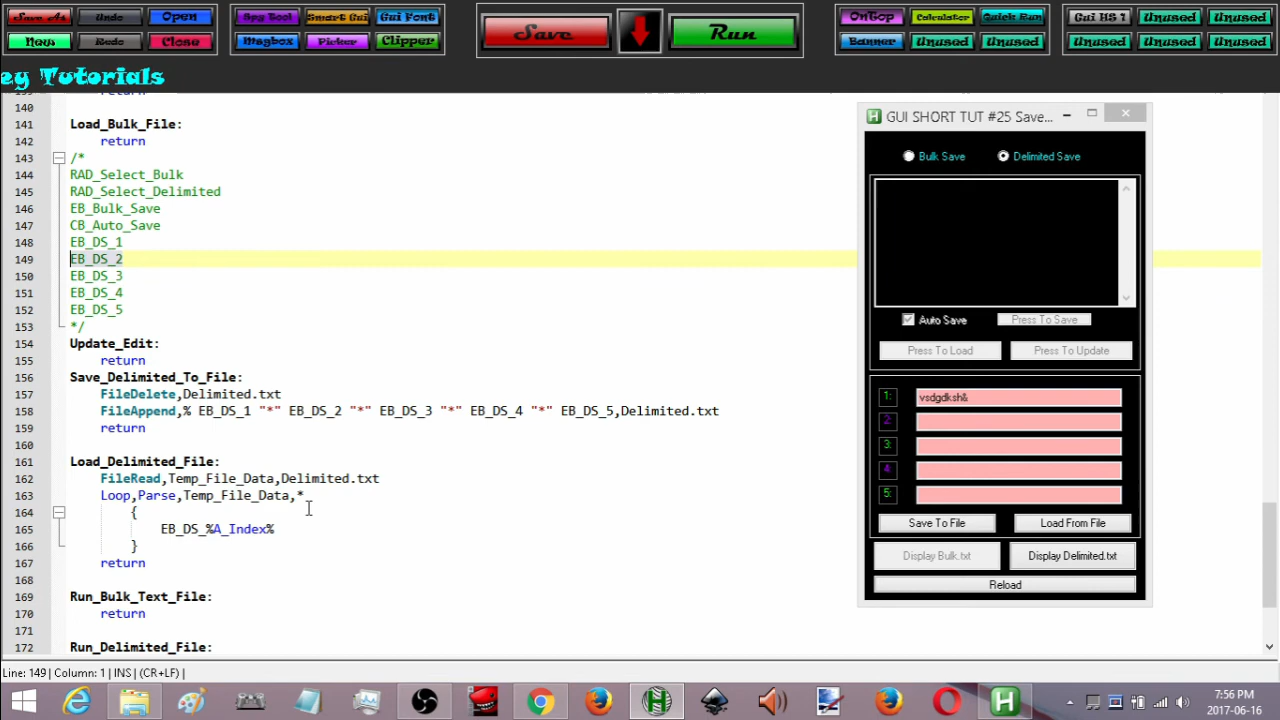 Save As Undo Open Spy Tool Smart Gui Gui Font Save Run OnTop Calculator Quick Run Gui HS 1 Unused Unused
New Redo Close Msgbox Picker Clipper Banner Unused Unused Unused Unused Unused
ey Tutorials
140
141 Load_Bulk_File:
142 return
143 /*
144 RAD_Select_Bulk
145 RAD_Select_Delimited
146 EB_Bulk_Save
147 CB_Auto_Save
148 EB_DS_1
149 EB_DS_2
150 EB_DS_3
151 EB_DS_4
152 EB_DS_5
153 */
154 Update_Edit:
155 return
156 Save_Delimited_To_File:
157 FileDelete,Delimited.txt
158 FileAppend,% EB_DS_1 "*" EB_DS_2 "*" EB_DS_3 "*" EB_DS_4 "*" EB_DS_5,Delimited.txt
159 return
160
161 Load_Delimited_File:
162 FileRead,Temp_File_Data,Delimited.txt
163 Loop,Parse,Temp_File_Data,*
164 {
165 EB_DS_%A_Index%
166 }
167 return
168
169 Run_Bulk_Text_File:
170 return
171
172 Run_Delimited_File:
GUI SHORT TUT #25 Save...
Bulk Save Delimited Save
Auto Save Press To Save
Press To Load Press To Update
1: vsdgdksh&
2:
3:
4:
5:
Save To File Load From File
Display Bulk.txt Display Delimited.txt
Reload
Line: 149 | Column: 1 | INS | (CR+LF) |
7:56 PM
2017-06-16